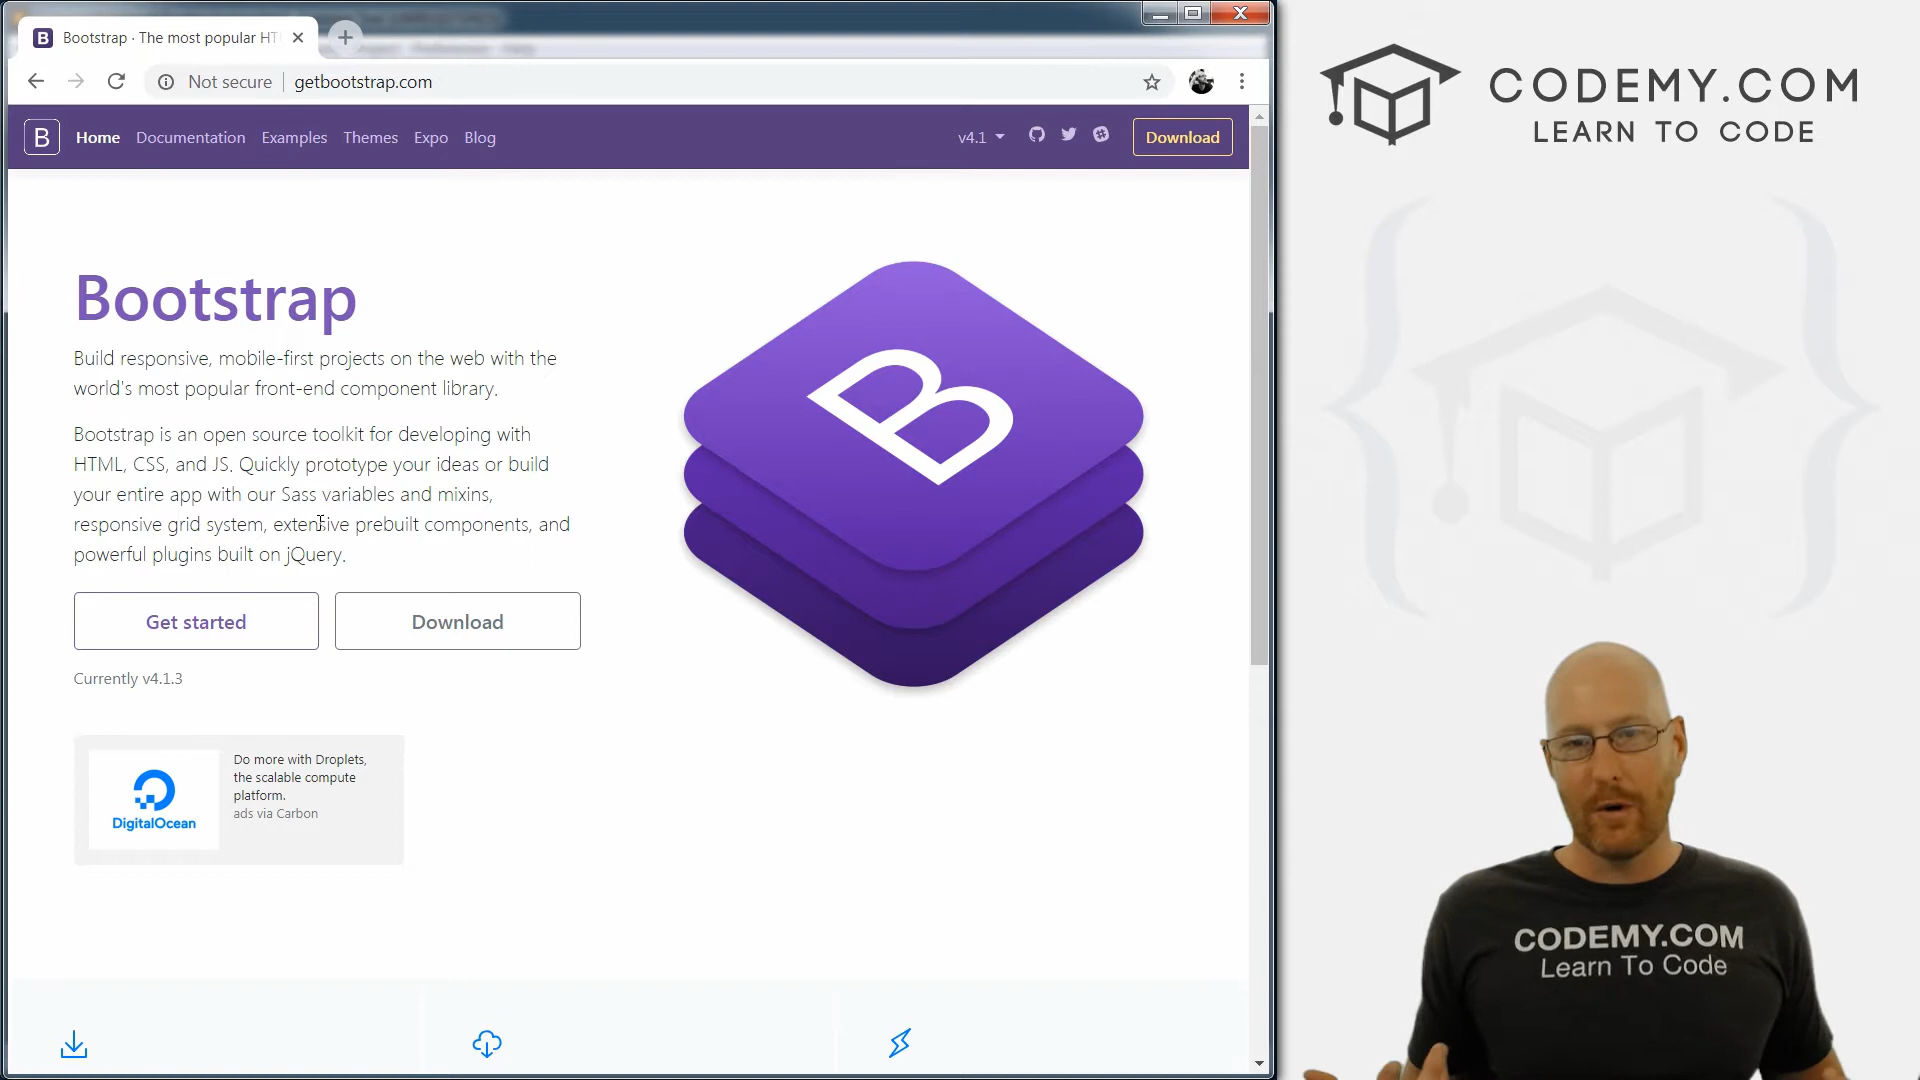 Bootstrap · The most popular HT
Not secure
getbootstrap.com
B
Home
Documentation
Examples
Themes
Expo
Blog
v4.1
Download
Bootstrap
Build responsive, mobile-first projects on the web with the
world's most popular front-end component library.
Bootstrap is an open source toolkit for developing with
HTML, CSS, and JS. Quickly prototype your ideas or build
your entire app with our Sass variables and mixins,
responsive grid system, extensive prebuilt components, and
powerful plugins built on jQuery.
Get started
Download
Currently v4.1.3
DigitalOcean
Do more with Droplets,
the scalable compute
platform.
ads via Carbon
B
CODEMY.COM
LEARN TO CODE
CODEMY.COM
Learn To Code